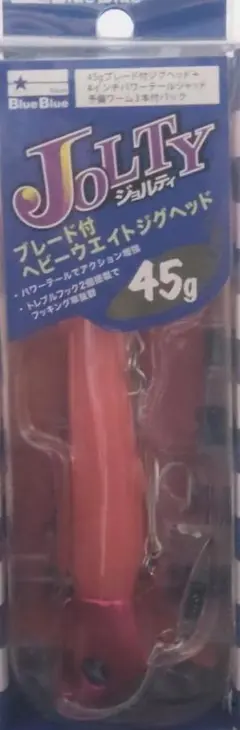 BlueBlue
BlueBlue
45gブレード付ジグヘッド+
4インチパワーテールシャッド
予備ワーム1本付パック
JOLTY
ジョルティ
ブレード付
ヘビーウエイトジグヘッド
・パワーテールでアクション増強
・トレブルフック2個搭載で
フッキング率抜群
45g